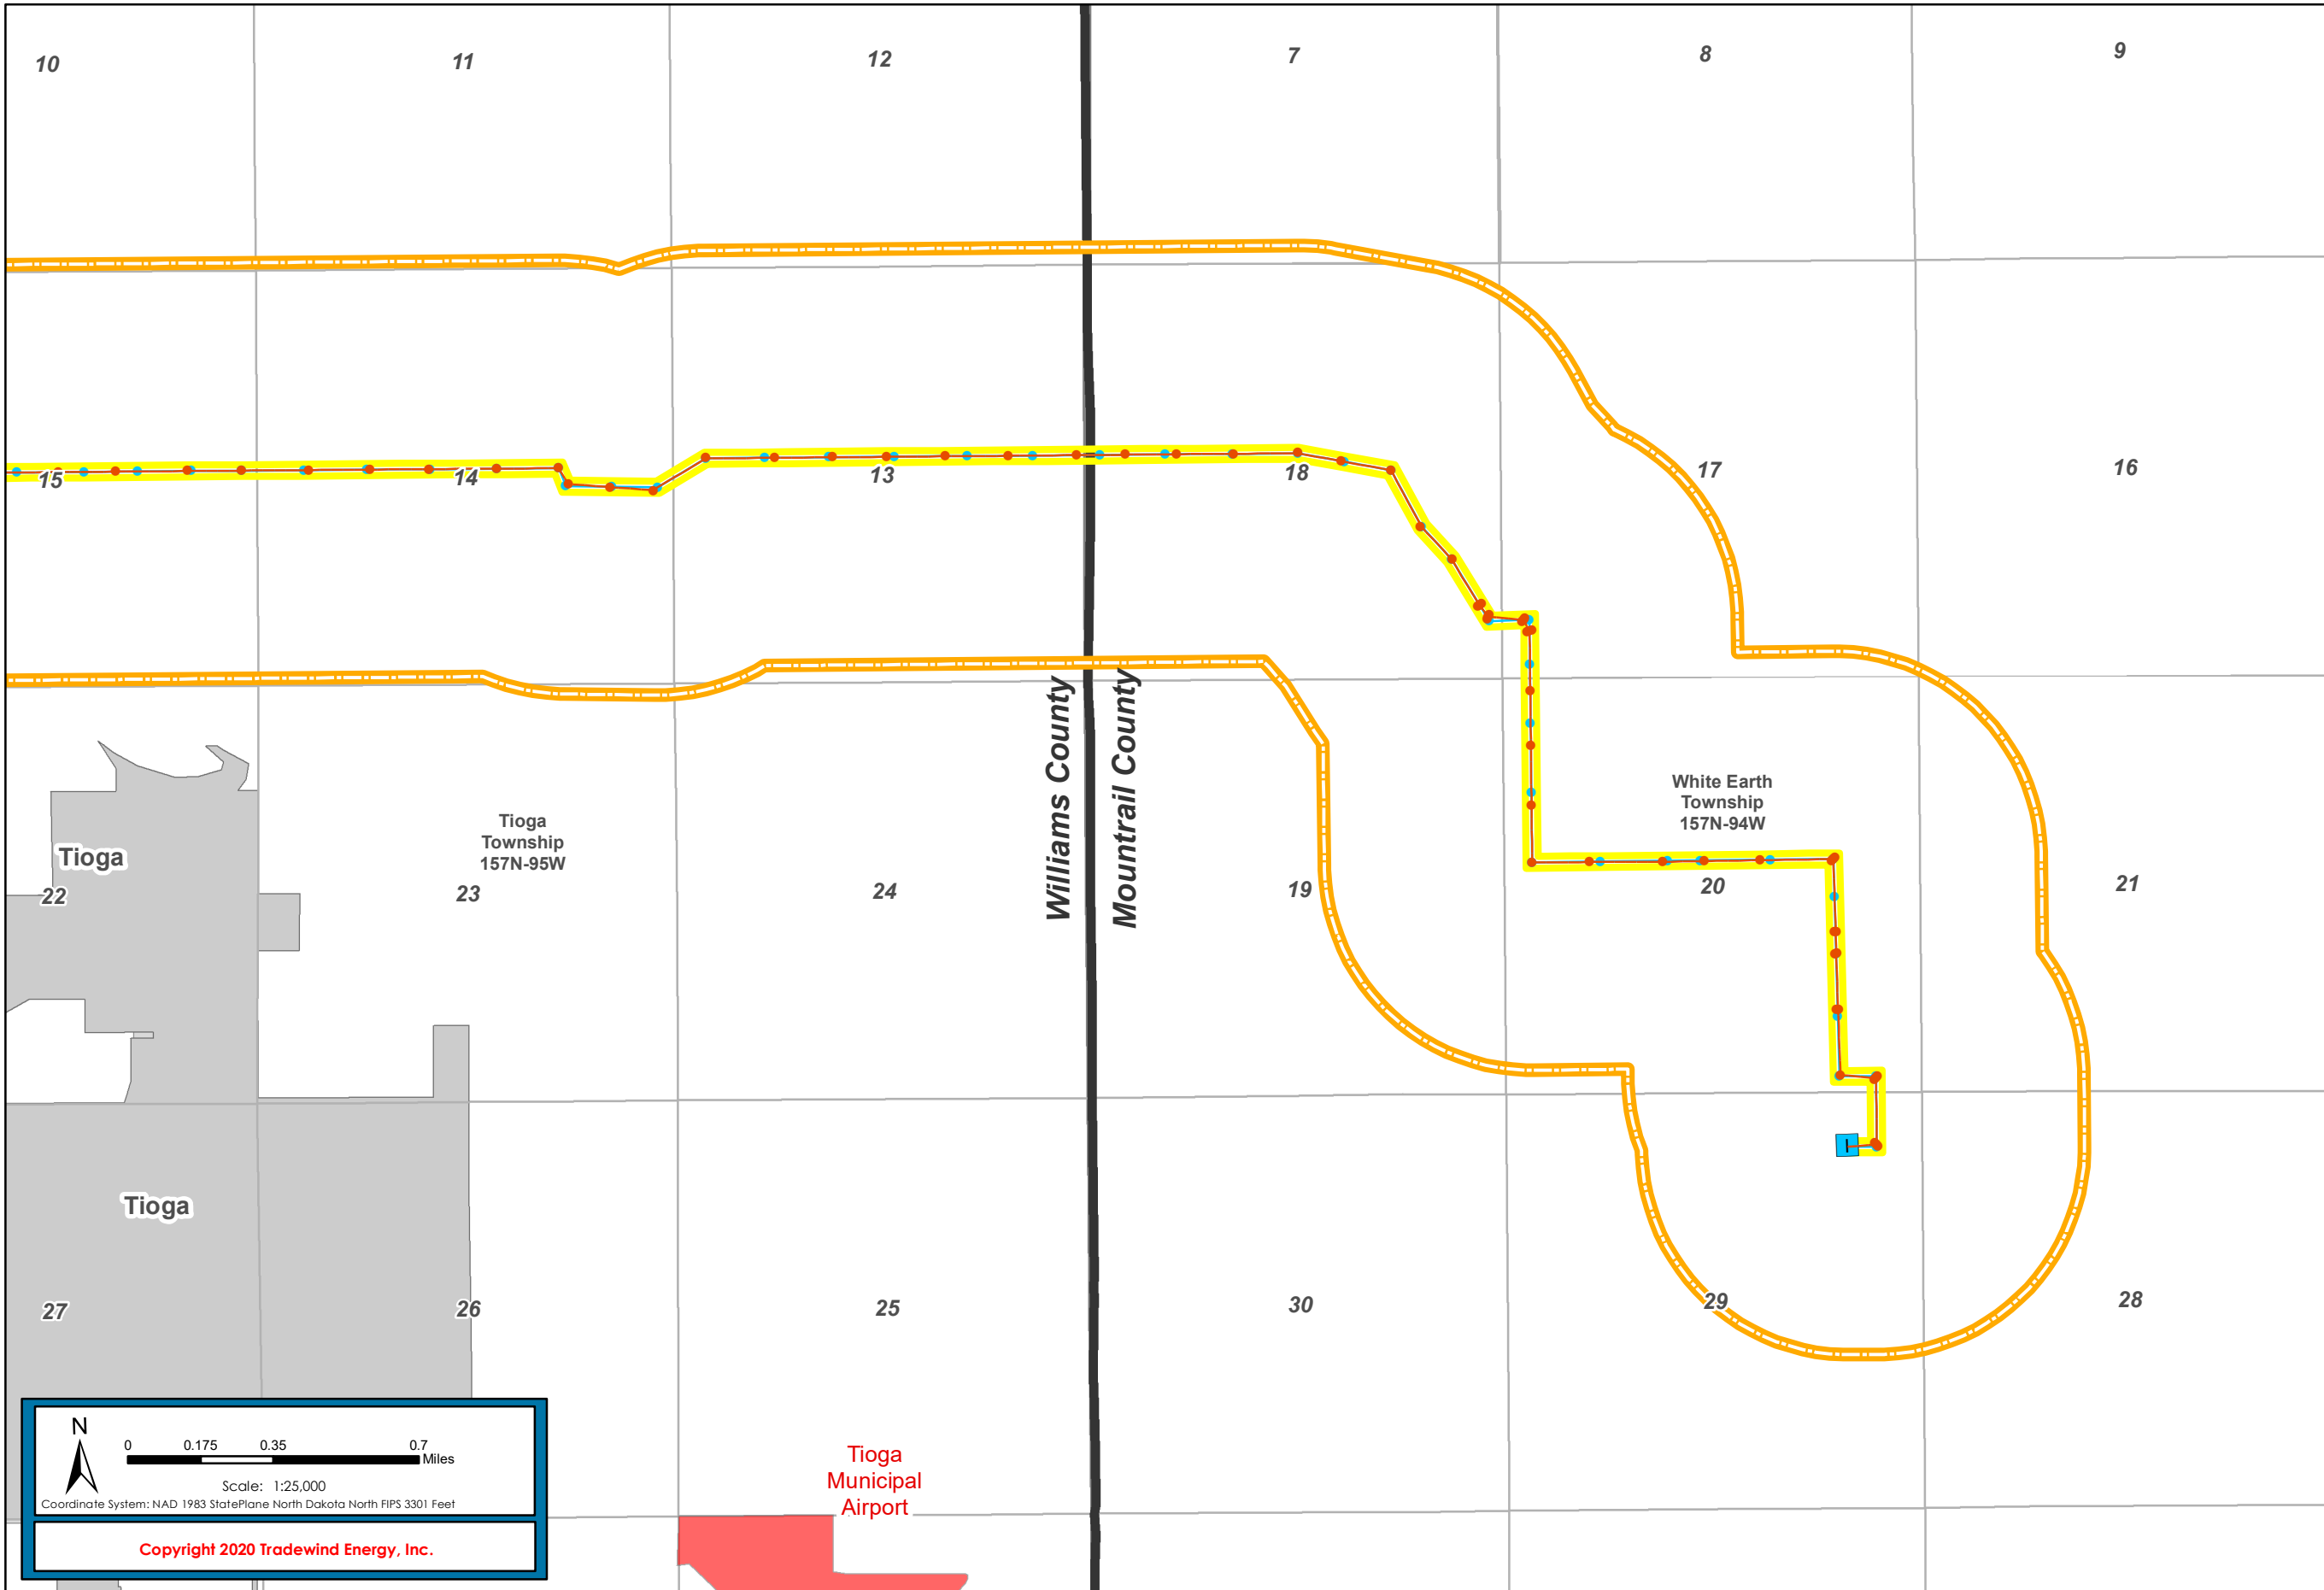 10
11
12
7
8
9
15
14
13
18
17
16
Williams County
Mountrail County
Tioga
Township
157N-95W
White Earth
Township
157N-94W
Tioga
22
23
24
19
20
21
Tioga
27
26
25
30
29
28
Tioga
Municipal
Airport
N
0 0.175 0.35 0.7
Miles
Scale: 1:25,000
Coordinate System: NAD 1983 StatePlane North Dakota North FIPS 3301 Feet
Copyright 2020 Tradewind Energy, Inc.